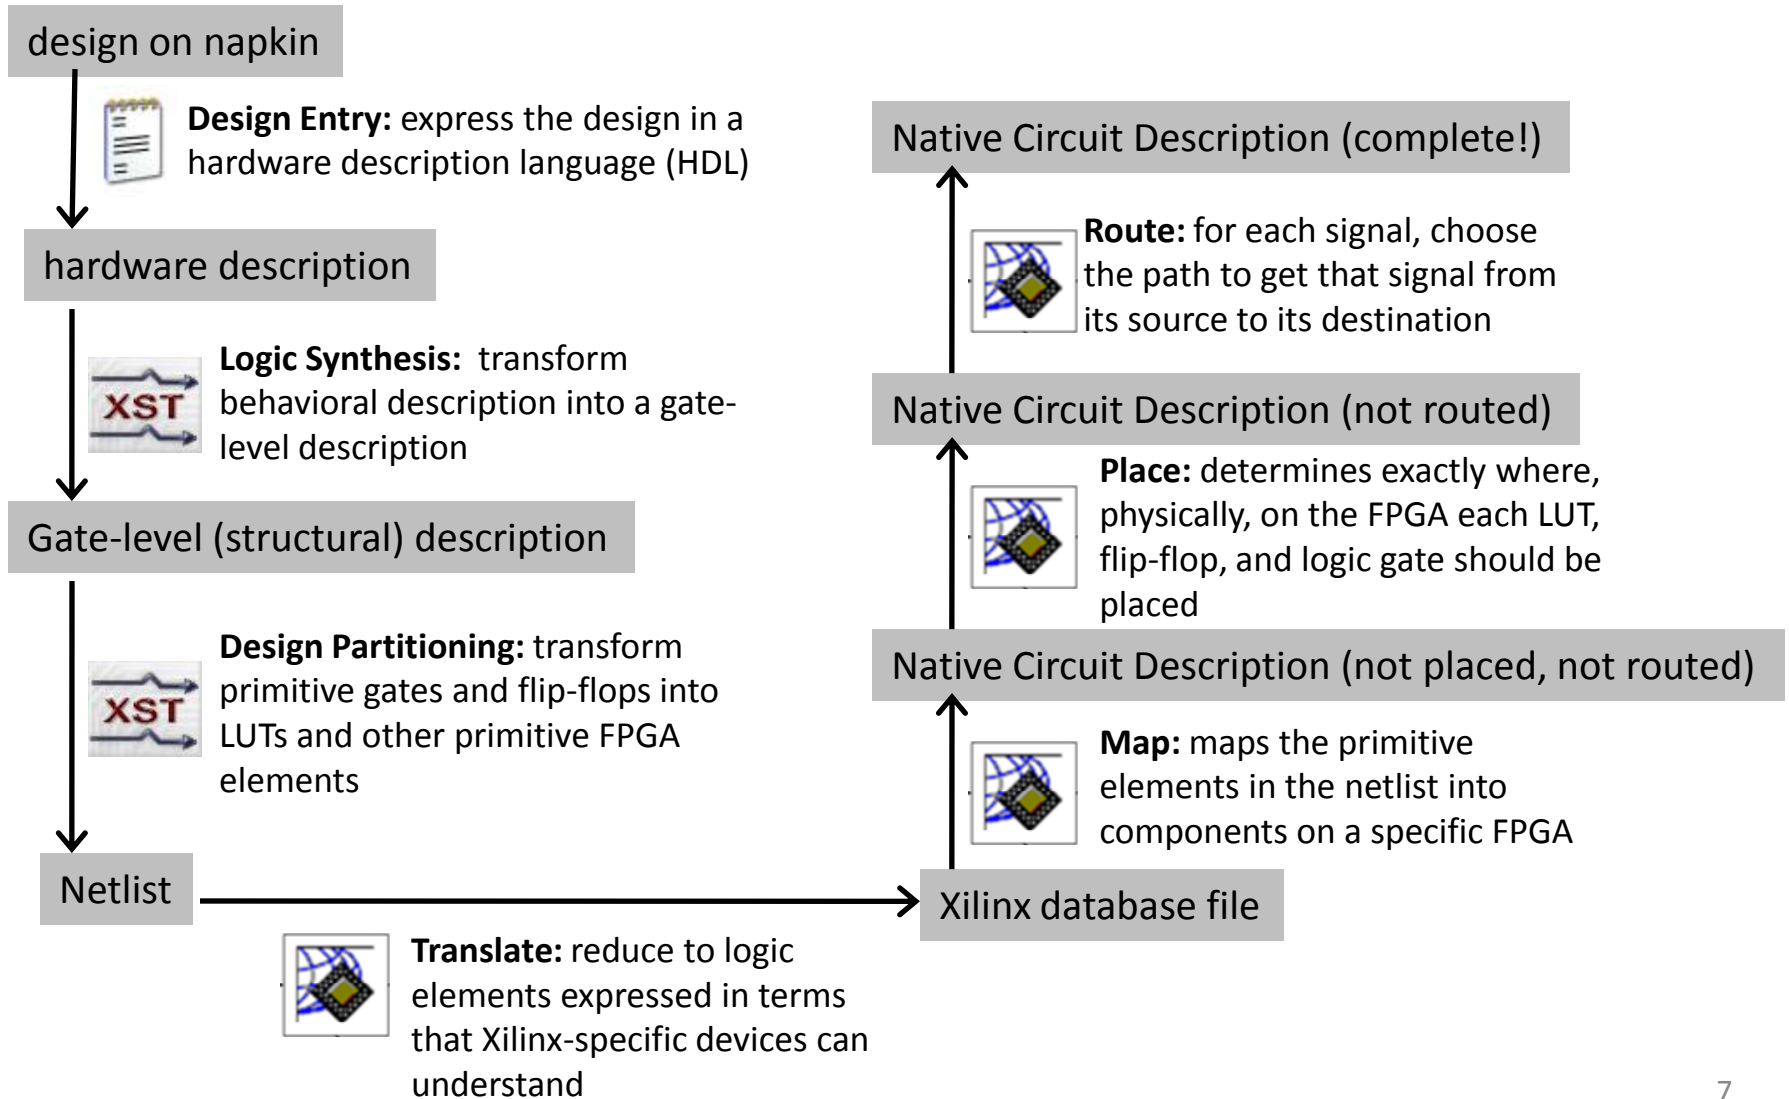 design on napkin
Design Entry: express the design in a
hardware description language (HDL)
hardware description
XST
Logic Synthesis:  transform
behavioral description into a gate-
level description
Gate-level (structural) description
XST
Design Partitioning: transform
primitive gates and flip-flops into
LUTs and other primitive FPGA
elements
Netlist
Translate: reduce to logic
elements expressed in terms
that Xilinx-specific devices can
understand
Xilinx database file
Map: maps the primitive
elements in the netlist into
components on a specific FPGA
Native Circuit Description (not placed, not routed)
Place: determines exactly where,
physically, on the FPGA each LUT,
flip-flop, and logic gate should be
placed
Native Circuit Description (not routed)
Route: for each signal, choose
the path to get that signal from
its source to its destination
Native Circuit Description (complete!)
7